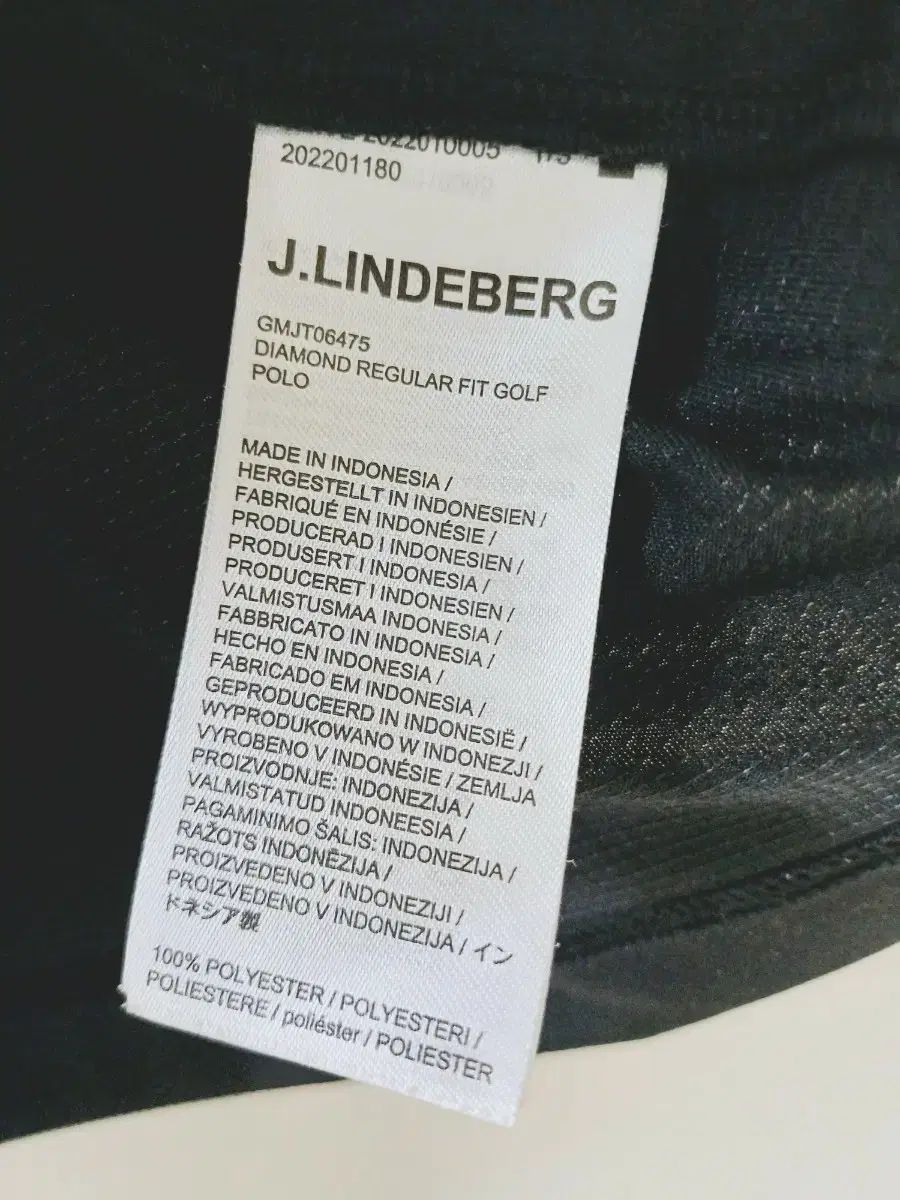 2022010005
202201180
J.LINDEBERG
GMJT06475
DIAMOND REGULAR FIT GOLF
POLO
MADE IN INDONESIA /
HERGESTELLT IN INDONESIEN /
FABRIQUÉ EN INDONÉSIE /
PRODUCERAD I INDONESIEN /
PRODUSERT I INDONESIA /
PRODUCERET I INDONESIEN /
VALMISTUSMAA INDONESIA /
FABBRICATO IN INDONESIA /
HECHO EN INDONESIA /
FABRICADO EM INDONESIA /
GEPRODUCEERD IN INDONESIË /
WYPRODUKOWANO W INDONEZJI /
VYROBENO V INDONÉSIE / ZEMLJA
PROIZVODNJE: INDONEZIJA /
VALMISTATUD INDONEESIA /
PAGAMINIMO ŠALIS: INDONEZIJA /
RAŽOTS INDONĒZIJA /
PROIZVEDENO V INDONEZIJI /
PROIZVEDENO V INDONEZIJA / イン
ドネシア製
100% POLYESTER / POLYESTERI /
POLIESTERE / poliéster / POLIESTER